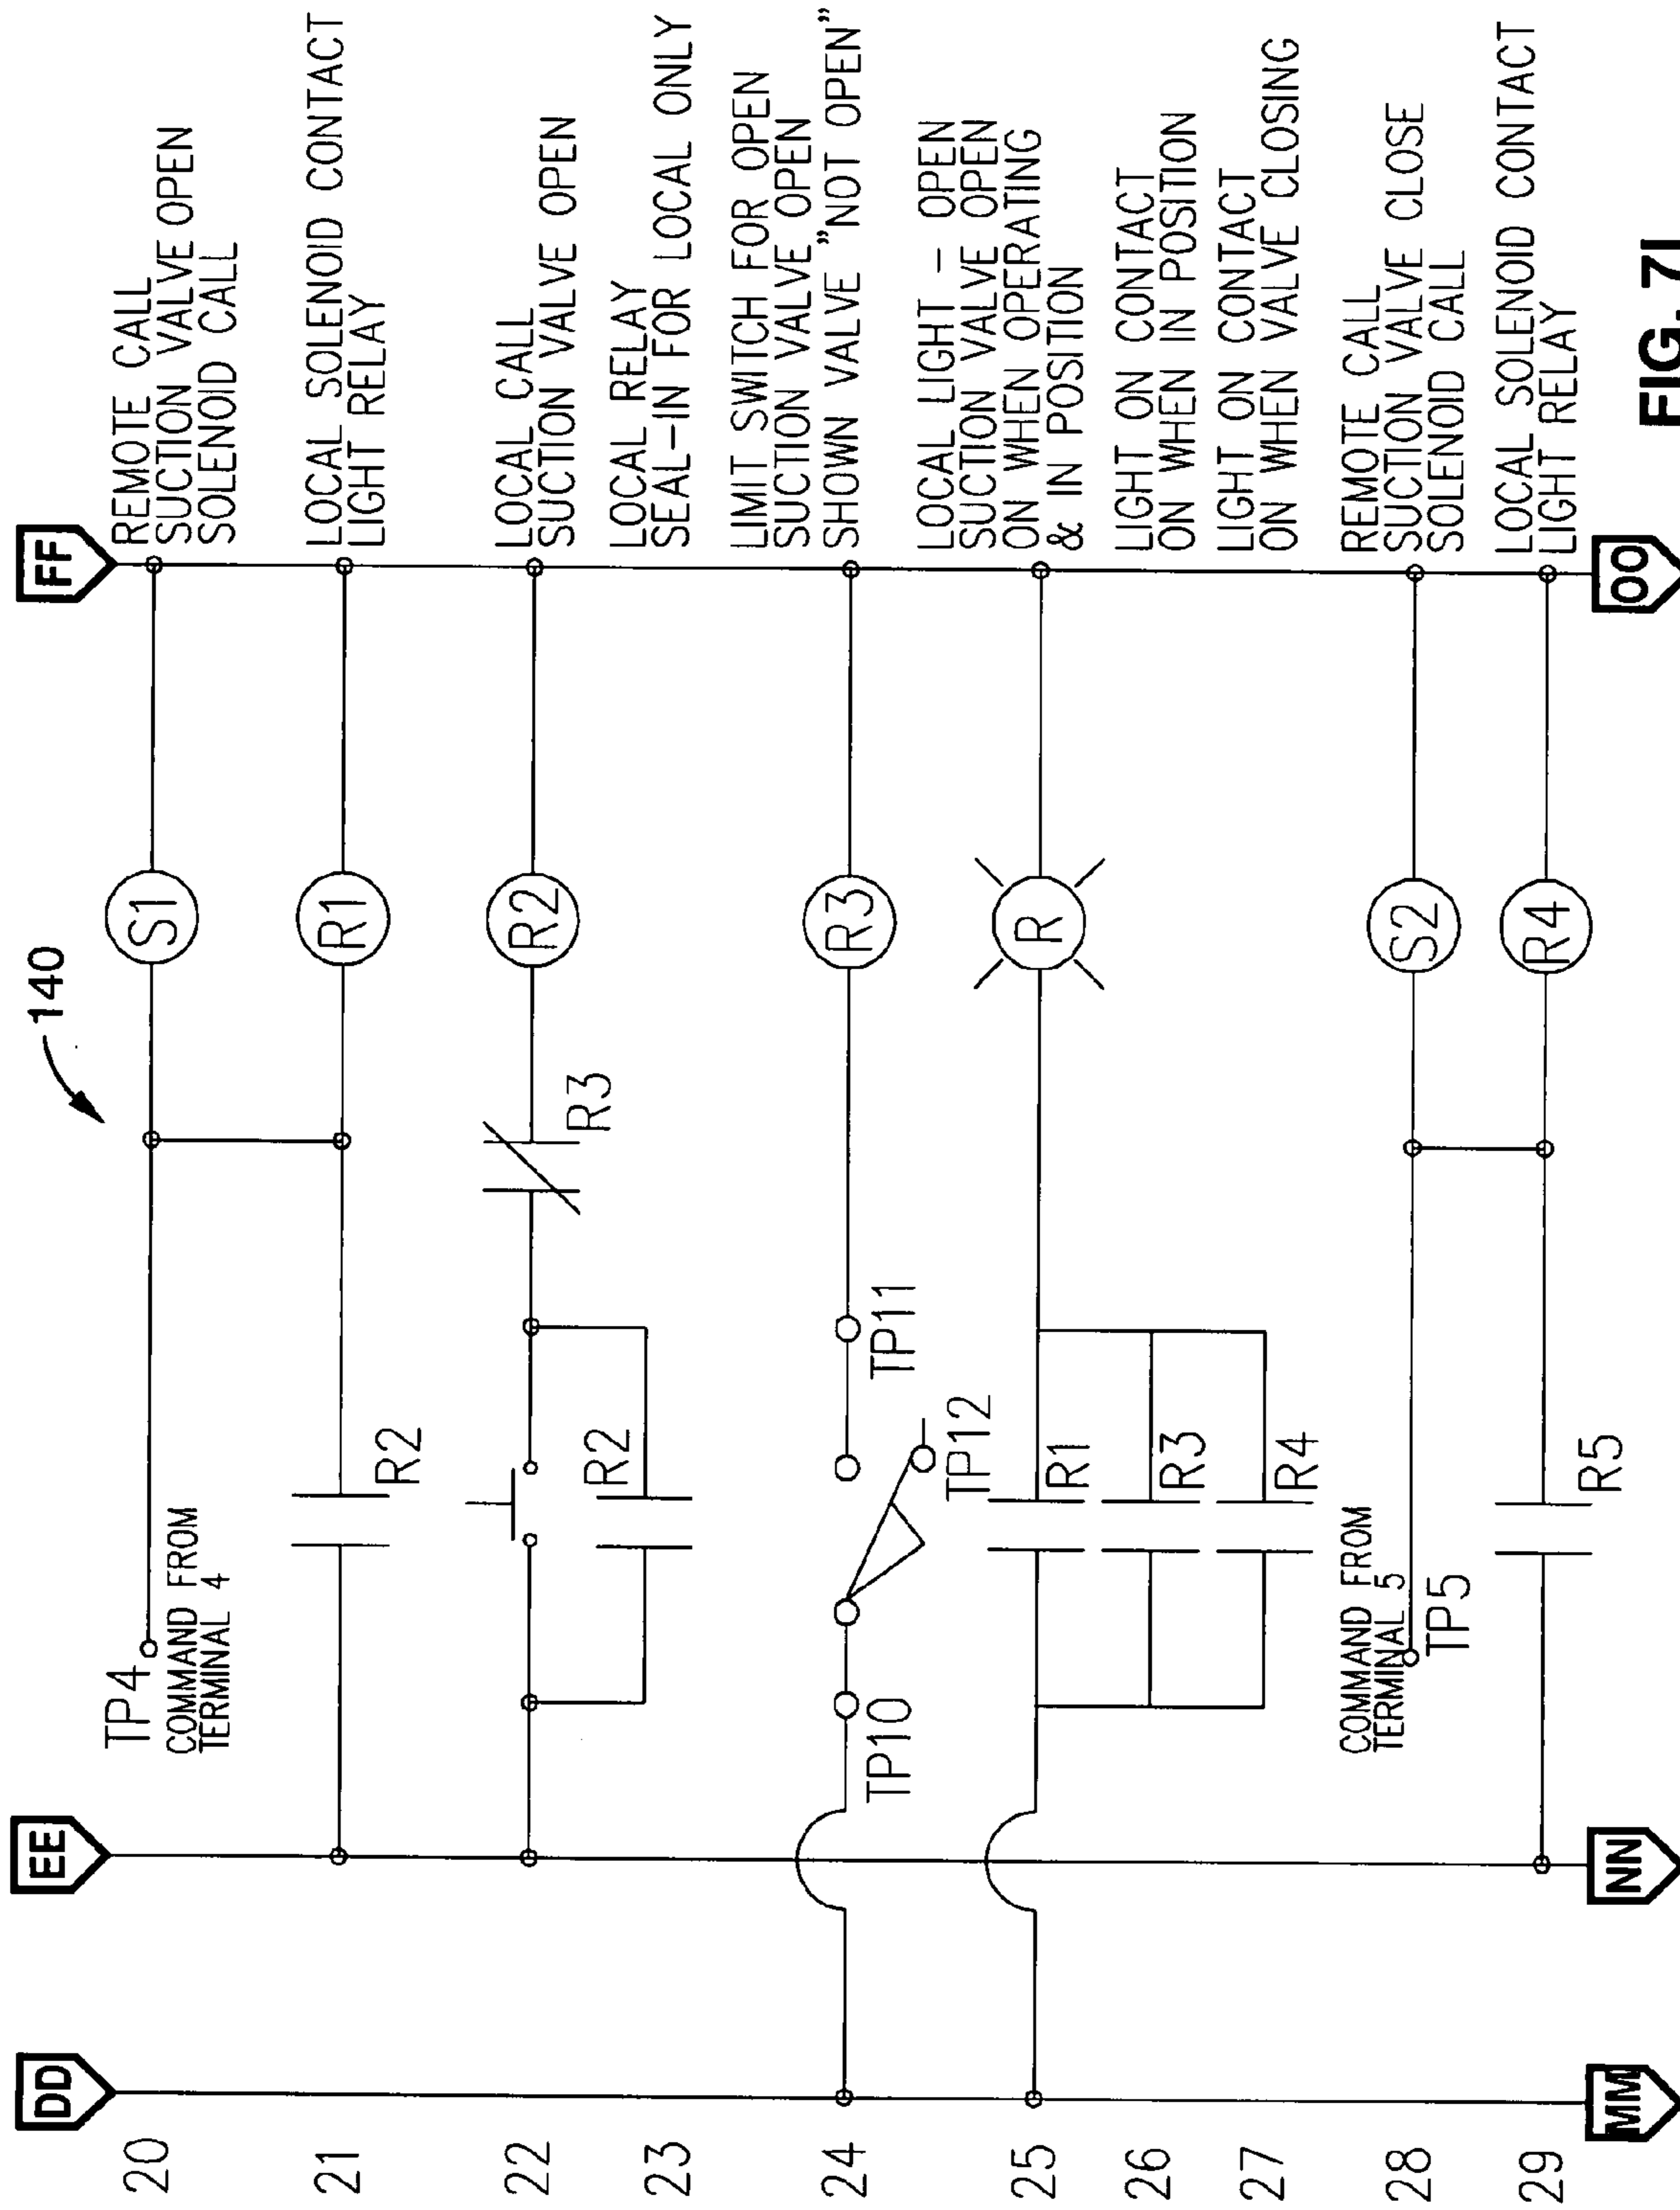 DD
EE
FF
140
20
TP4
COMMAND FROM
TERMINAL 4
S1
REMOTE CALL
SUCTION VALVE OPEN
SOLENOID CALL
21
R2
R1
LOCAL SOLENOID CONTACT
LIGHT RELAY
22
R3
R2
LOCAL CALL
SUCTION VALVE OPEN
23
R2
LOCAL RELAY
SEAL-IN FOR LOCAL ONLY
24
TP10
TP12
TP11
R3
LIMIT SWITCH FOR OPEN
SUCTION VALVE OPEN
SHOWN VALVE "NOT OPEN"
25
R1
R
LOCAL LIGHT - OPEN
SUCTION VALVE OPEN
ON WHEN OPERATING
& IN POSITION
26
R3
LIGHT ON CONTACT
ON WHEN IN POSITION
27
R4
LIGHT ON CONTACT
ON WHEN VALVE CLOSING
28
COMMAND FROM
TERMINAL 5
TP5
S2
REMOTE CALL
SUCTION VALVE CLOSE
SOLENOID CALL
29
R5
R4
LOCAL SOLENOID CONTACT
LIGHT RELAY
MM
NN
OO
FIG. 7I